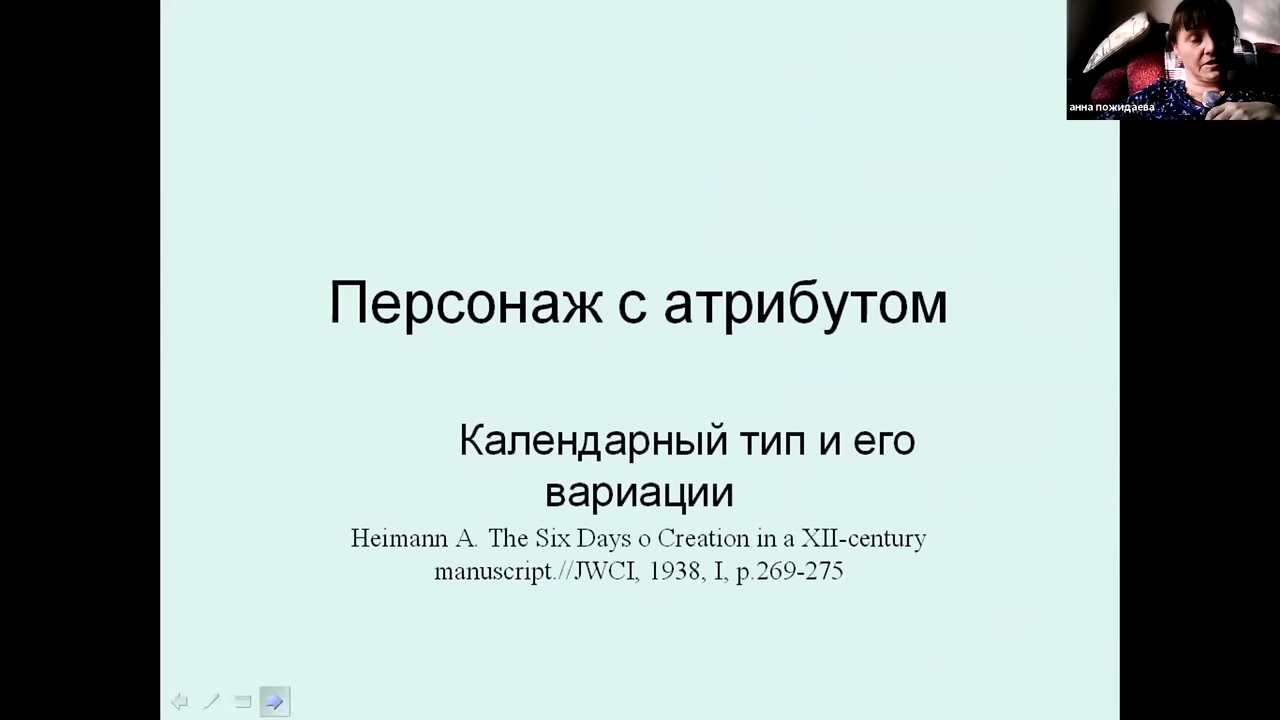 анна пожидаева
Персонаж с атрибутом
Календарный тип и его
вариации
Heimann A. The Six Days o Creation in a XII-century
manuscript.//JWCI, 1938, I, p.269-275